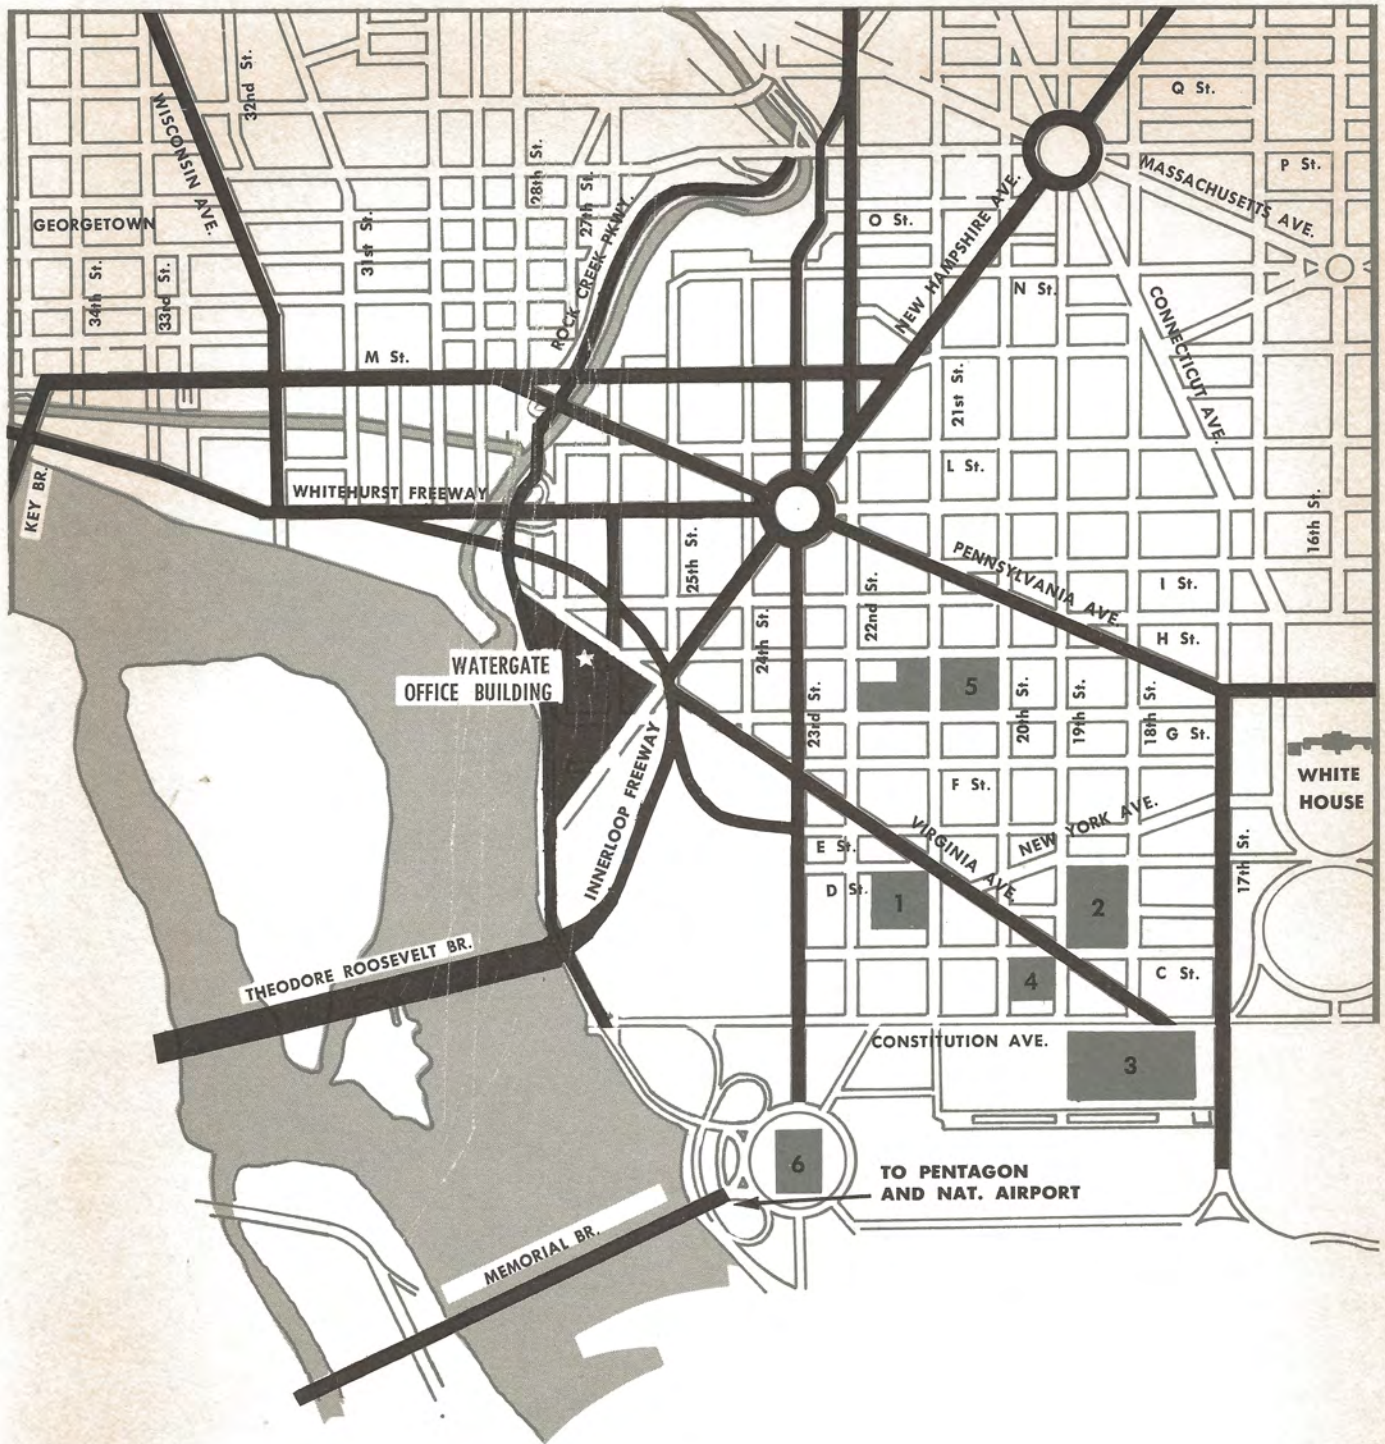 Q St.
32nd St.
WISCONSIN AVE.
P St.
MASSACHUSETTS AVE.
28th St.
27th St.
ROCK CREEK PKWY.
GEORGETOWN
31st St.
O St.
NEW HAMPSHIRE AVE.
34th St.
33rd St.
N St.
CONNECTICUT AVE.
M St.
21st St.
L St.
WHITEHURST FREEWAY
KEY BR.
16th St.
25th St.
PENNSYLVANIA AVE.
I St.
22nd St.
24th St.
H St.
WATERGATE
OFFICE BUILDING
5
23rd St.
20th St.
19th St.
18th St.
G St.
INNERLOOP FREEWAY
WHITE
HOUSE
F St.
NEW YORK AVE.
VIRGINIA AVE.
E St.
17th St.
D St.
1
2
THEODORE ROOSEVELT BR.
4
C St.
CONSTITUTION AVE.
3
6
TO PENTAGON
AND NAT. AIRPORT
MEMORIAL BR.